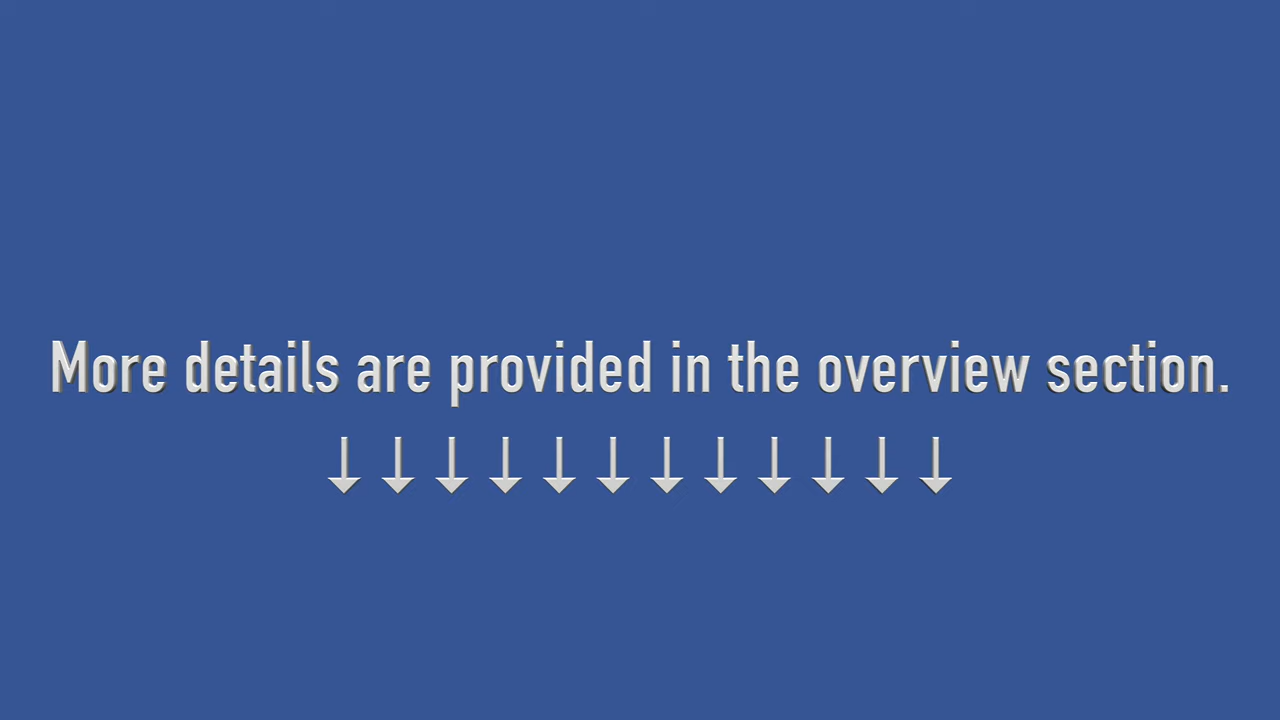 More details are provided in the overview section.
↓ ↓ ↓ ↓ ↓ ↓ ↓ ↓ ↓ ↓ ↓ ↓